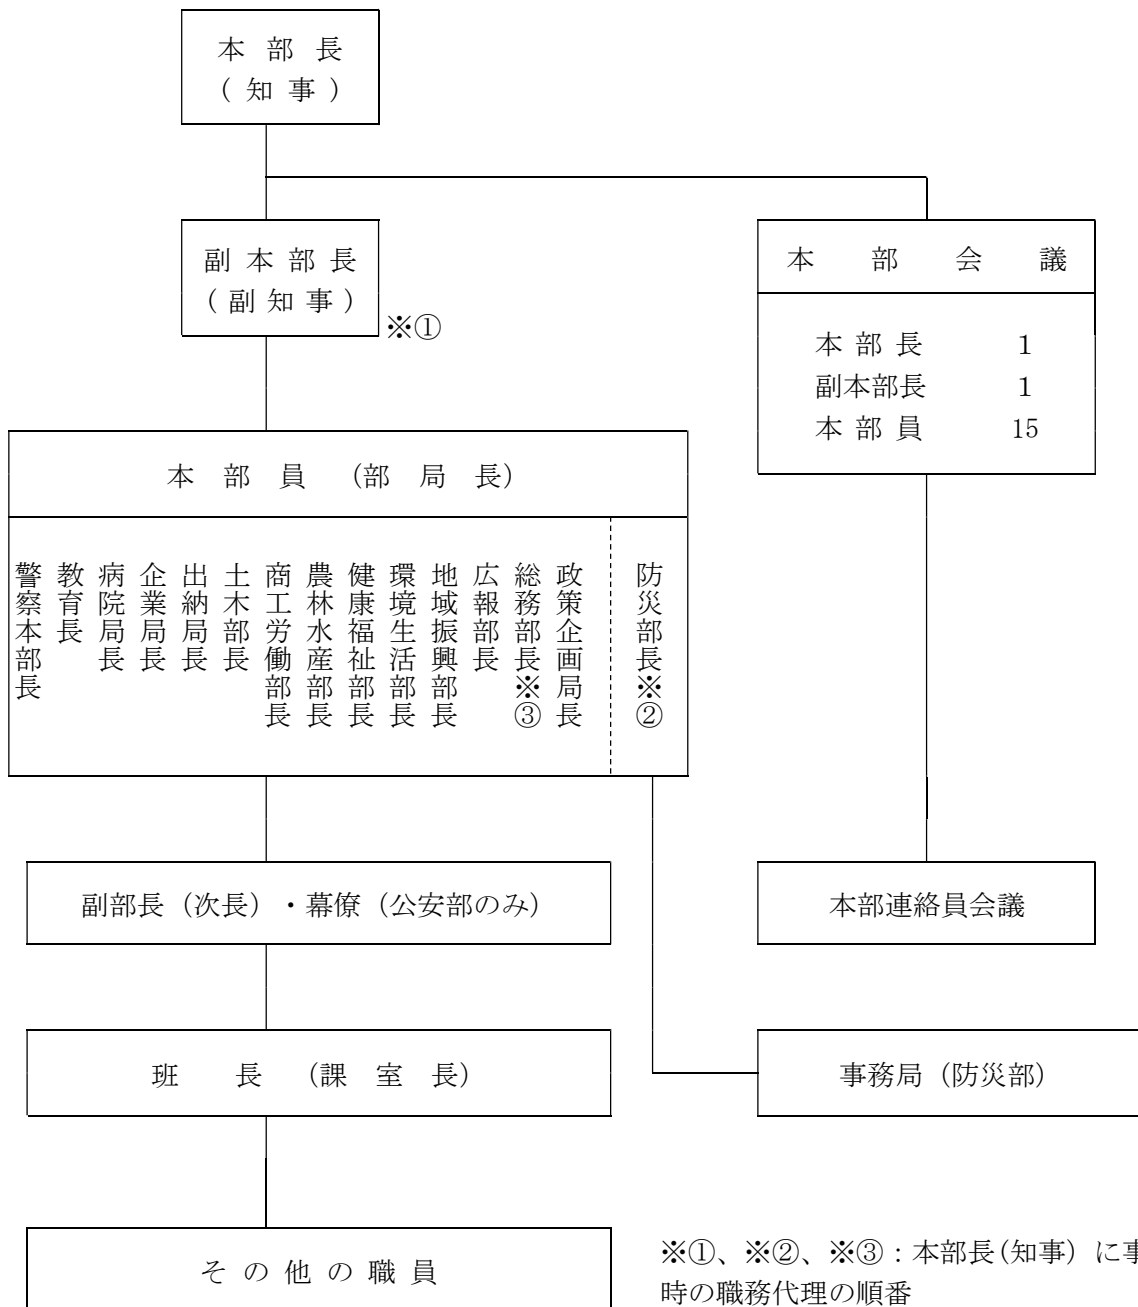 本部長
(知事)
副本部長
(副知事)
※①
本部会議
本部長 1
副本部長 1
本部員 15
本部員 (部局長)
防災部長※②
政策企画局長
総務部長※③
広報部長
地域振興部長
環境生活部長
健康福祉部長
農林水産部長
商工労働部長
土木部長
出納局長
企業局長
病院局長
教育長
警察本部長
副部長(次長)・幕僚(公安部のみ)
本部連絡員会議
班長 (課室長)
事務局(防災部)
その他の職員
※①、※②、※③:本部長(知事)に事
時の職務代理の順番